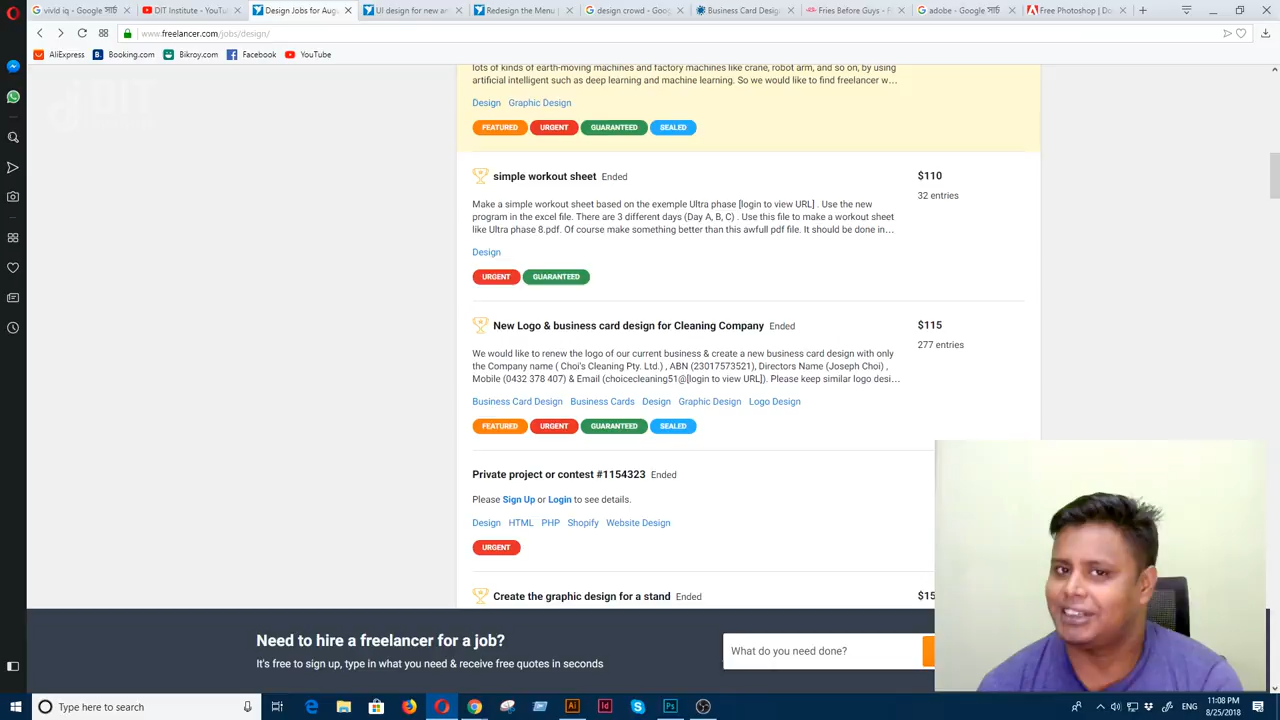 vivid iq - Google সার্চ
DIT Institute - YouTu
Design Jobs for Aug
UI design for new an
Redesign the Menu |
design crowd - Goog
Business Card Design
Fries Before Guys - F
adobe - Google সার্চ
Free Photoshop | Do
www.freelancer.com/jobs/design/
AliExpress
Booking.com
Bikroy.com
Facebook
YouTube
lots of kinds of earth-moving machines and factory machines like crane, robot arm, and so on, by using
artificial intelligent such as deep learning and machine learning. So we would like to find freelancer w...
Design Graphic Design
FEATURED URGENT GUARANTEED SEALED
simple workout sheet Ended
$110
32 entries
Make a simple workout sheet based on the exemple Ultra phase [login to view URL] . Use the new
program in the excel file. There are 3 different days (Day A, B, C) . Use this file to make a workout sheet
like Ultra phase 8.pdf. Of course make something better than this awfull pdf file. It should be done in...
Design
URGENT GUARANTEED
New Logo & business card design for Cleaning Company Ended
$115
277 entries
We would like to renew the logo of our current business & create a new business card design with only
the Company name ( Choi's Cleaning Pty. Ltd.) , ABN (23017573521), Directors Name (Joseph Choi) ,
Mobile (0432 378 407) & Email (choicecleaning51@[login to view URL]). Please keep similar logo desi...
Business Card Design Business Cards Design Graphic Design Logo Design
FEATURED URGENT GUARANTEED SEALED
Private project or contest #1154323 Ended
Please Sign Up or Login to see details.
Design HTML PHP Shopify Website Design
URGENT
Create the graphic design for a stand Ended
$15
Need to hire a freelancer for a job?
It's free to sign up, type in what you need & receive free quotes in seconds
What do you need done?
Type here to search
ENG
11:08 PM
8/25/2018